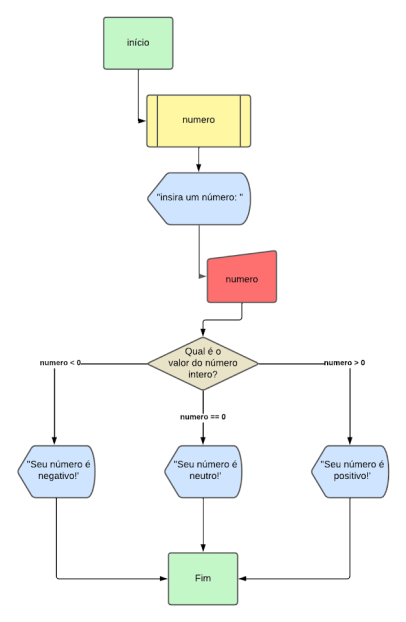 início
numero
"insira um número: "
numero
Qual é o
valor do número
intero?
numero < 0
numero > 0
numero == 0
"Seu número é
negativo!'
"Seu número é
neutro!'
"Seu número é
positivo!'
Fim